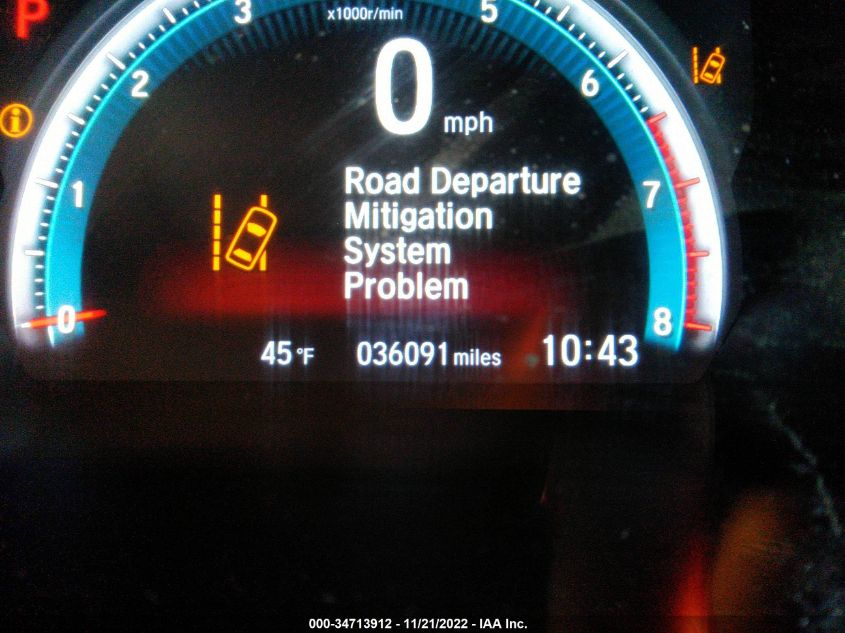 P
3
5
x1000r/min
2
0
6
i
mph
Road Departure
1
7
Mitigation
System
Problem
0
8
45°F
036091 miles
10:43
000-34713912 - 11/21/2022 - IAA Inc.